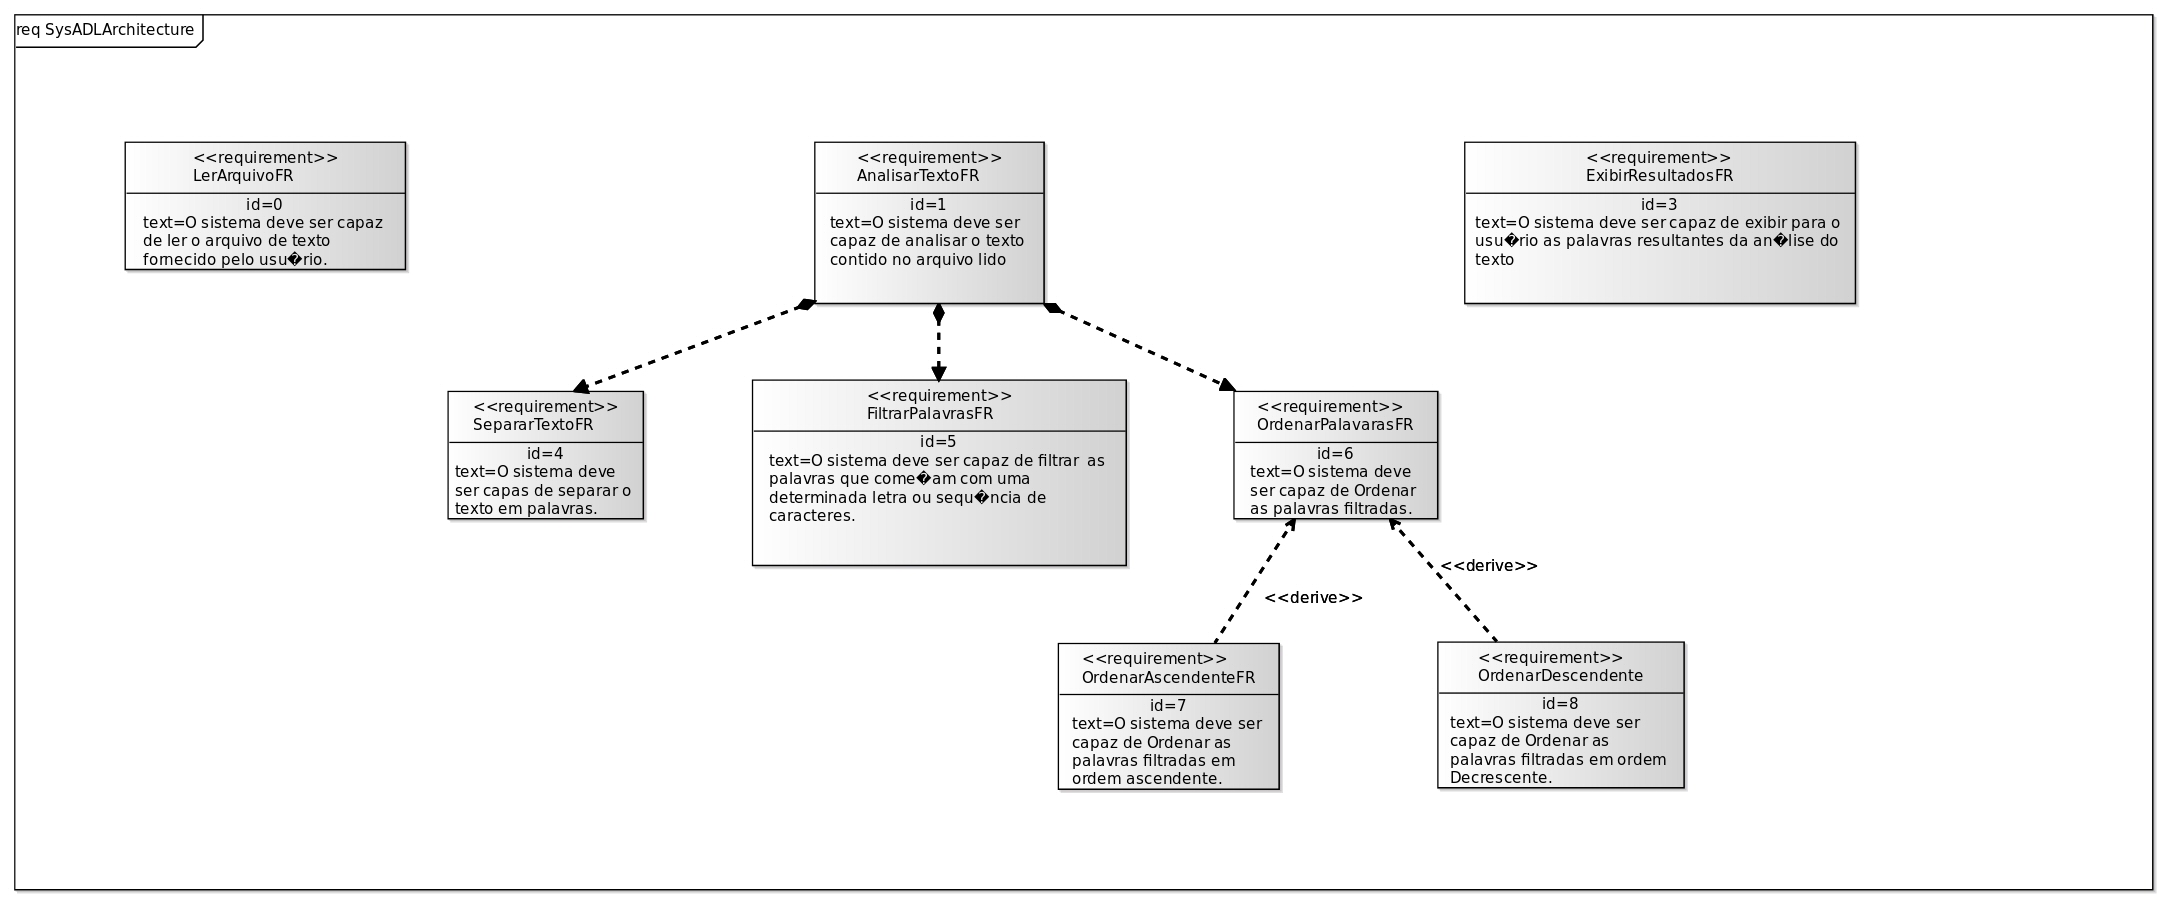 req SysADLArchitecture
<<requirement>>
LerArquivoFR
id=0
text=O sistema deve ser capaz
de ler o arquivo de texto
fornecido pelo usu�rio.
<<requirement>>
AnalisarTextoFR
id=1
text=O sistema deve ser
capaz de analisar o texto
contido no arquivo lido
<<requirement>>
ExibirResultadosFR
id=3
text=O sistema deve ser capaz de exibir para o
usu�rio as palavras resultantes da an�lise do
texto
<<requirement>>
SepararTextoFR
id=4
text=O sistema deve
ser capas de separar o
texto em palavras.
<<requirement>>
FiltrarPalavrasFR
id=5
text=O sistema deve ser capaz de filtrar  as
palavras que come�am com uma
determinada letra ou sequ�ncia de
caracteres.
<<requirement>>
OrdenarPalavarasFR
id=6
text=O sistema deve
ser capaz de Ordenar
as palavras filtradas.
<<derive>>
<<derive>>
<<requirement>>
OrdenarAscendenteFR
id=7
text=O sistema deve ser
capaz de Ordenar as
palavras filtradas em
ordem ascendente.
<<requirement>>
OrdenarDescendente
id=8
text=O sistema deve ser
capaz de Ordenar as
palavras filtradas em ordem
Decrescente.